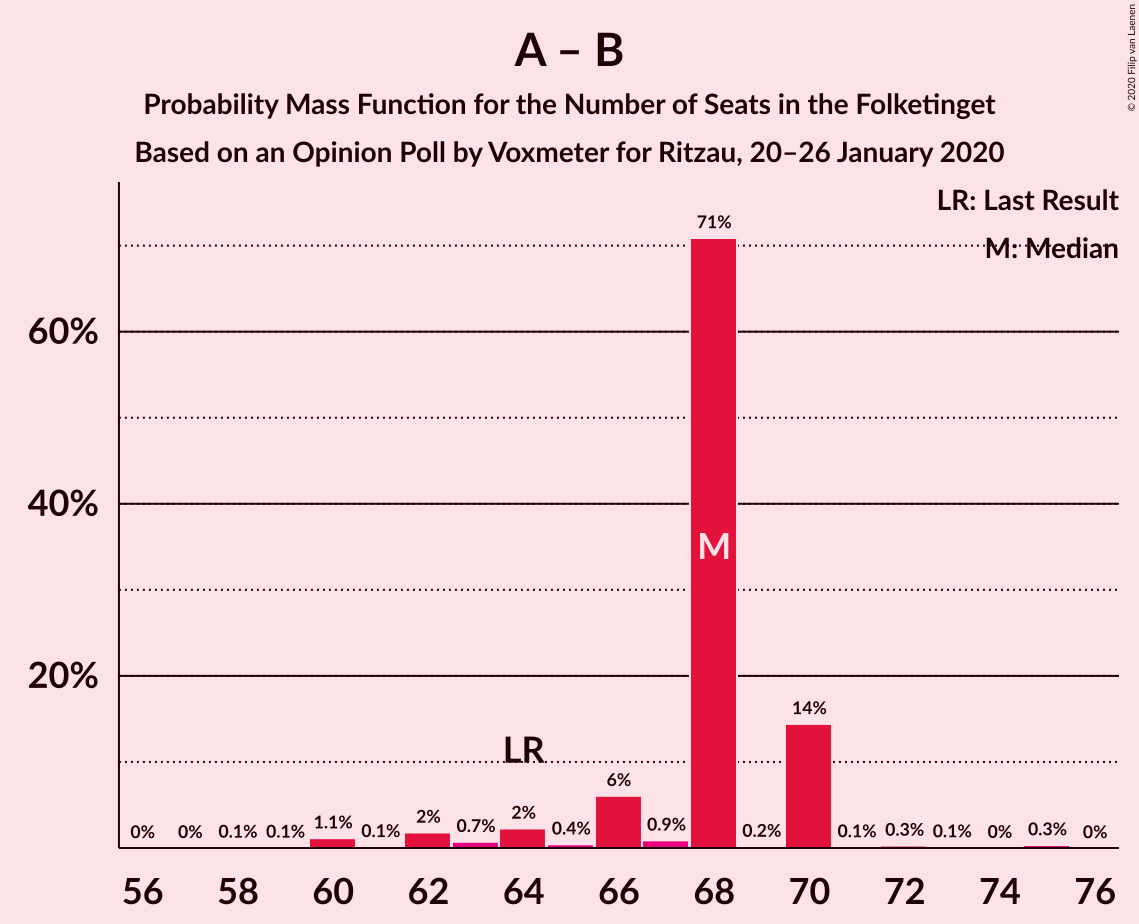 A – B
Probability Mass Function for the Number of Seats in the Folketinget
Based on an Opinion Poll by Voxmeter for Ritzau, 20–26 January 2020
© 2020 Filip van Laenen
LR: Last Result
M: Median
60%
40%
20%
0% 0% 0.1% 0.1% 1.1% 0.1% 2% 0.7% 2% 0.4% 6% 0.9% 71% 0.2% 14% 0.1% 0.3% 0.1% 0% 0.3% 0%
LR
M
56 58 60 62 64 66 68 70 72 74 76